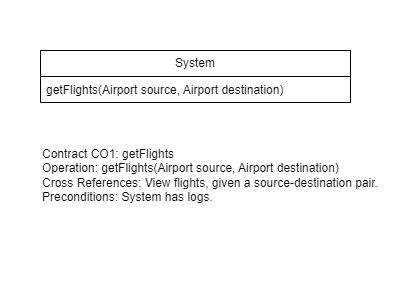 System
getFlights(Airport source, Airport destination)
Contract CO1: getFlights
Operation: getFlights(Airport source, Airport destination)
Cross References: View flights, given a source-destination pair.
Preconditions: System has logs.